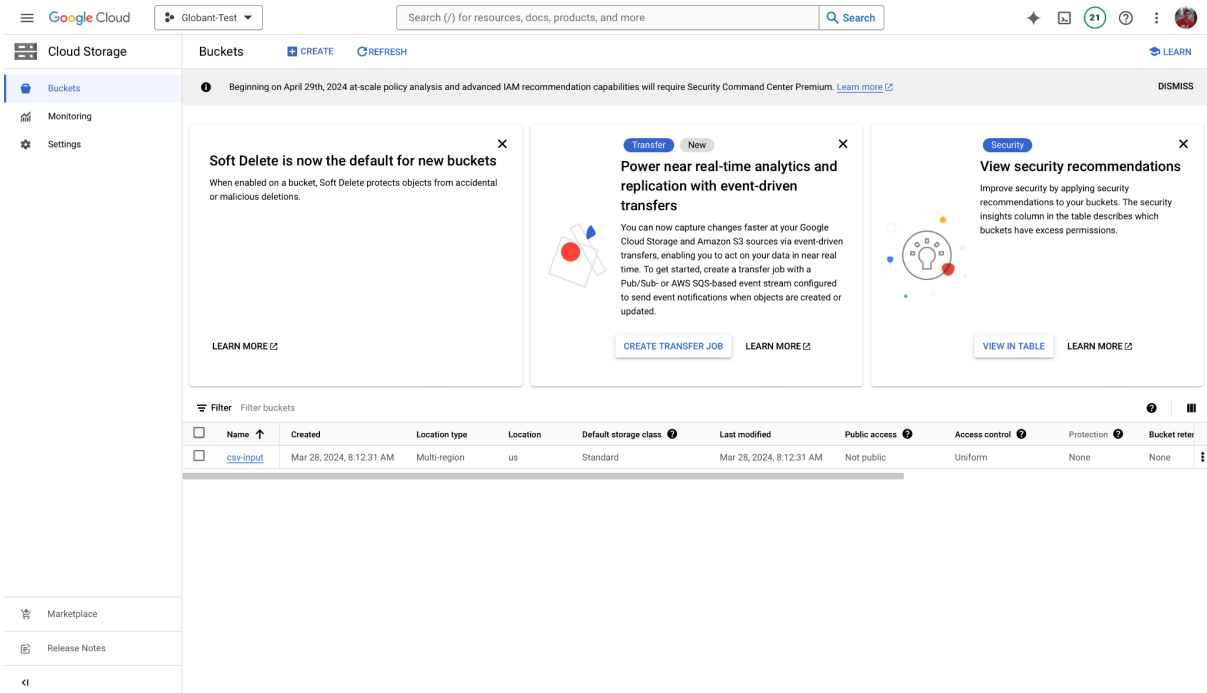 Google Cloud
Globant-Test
Search (/) for resources, docs, products, and more
Search
21
Cloud Storage
Buckets
CREATE
REFRESH
LEARN
Buckets
Monitoring
Settings
Beginning on April 29th, 2024 at-scale policy analysis and advanced IAM recommendation capabilities will require Security Command Center Premium. Learn more
DISMISS
Soft Delete is now the default for new buckets
When enabled on a bucket, Soft Delete protects objects from accidental
or malicious deletions.
LEARN MORE
Transfer New
Power near real-time analytics and
replication with event-driven
transfers
You can now capture changes faster at your Google
Cloud Storage and Amazon S3 sources via event-driven
transfers, enabling you to act on your data in near real
time. To get started, create a transfer job with a
Pub/Sub- or AWS SQS-based event stream configured
to send event notifications when objects are created or
updated.
CREATE TRANSFER JOB LEARN MORE
Security
View security recommendations
Improve security by applying security
recommendations to your buckets. The security
insights column in the table describes which
buckets have excess permissions.
VIEW IN TABLE LEARN MORE
Filter Filter buckets
Name Created Location type Location Default storage class Last modified Public access Access control Protection Bucket reter
csv-input Mar 28, 2024, 8:12:31 AM Multi-region us Standard Mar 28, 2024, 8:12:31 AM Not public Uniform None None
Marketplace
Release Notes